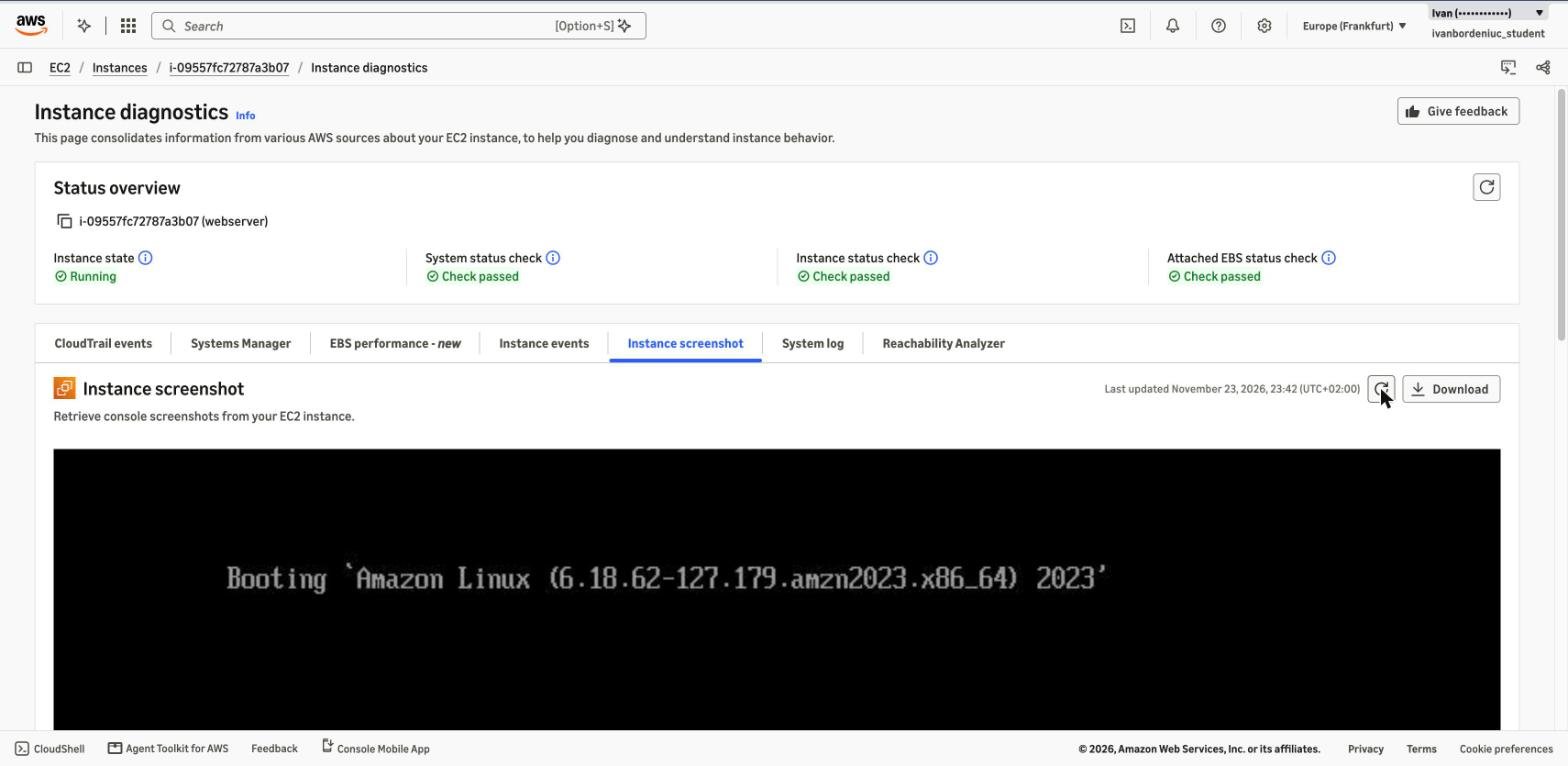 aws
Search [Option+S]
Europe (Frankfurt)
Ivan (••••••••••••)
ivanbordeniuc_student
EC2 / Instances / i-09557fc72787a3b07 / Instance diagnostics
Instance diagnostics Info
Give feedback
This page consolidates information from various AWS sources about your EC2 instance, to help you diagnose and understand instance behavior.
Status overview
i-09557fc72787a3b07 (webserver)
Instance state
Running
System status check
Check passed
Instance status check
Check passed
Attached EBS status check
Check passed
CloudTrail events
Systems Manager
EBS performance - new
Instance events
Instance screenshot
System log
Reachability Analyzer
Instance screenshot
Last updated November 23, 2026, 23:42 (UTC+02:00)
Download
Retrieve console screenshots from your EC2 instance.
Booting `Amazon Linux (6.18.62-127.179.amzn2023.x86_64) 2023'
CloudShell
Agent Toolkit for AWS
Feedback
Console Mobile App
© 2026, Amazon Web Services, Inc. or its affiliates.
Privacy
Terms
Cookie preferences